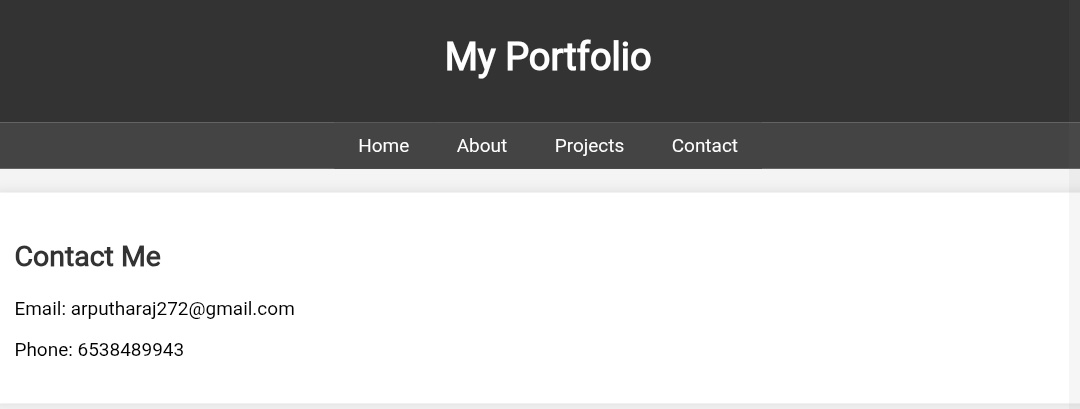 My Portfolio
Home About Projects Contact
Contact Me
Email: arputharaj272@gmail.com
Phone: 6538489943